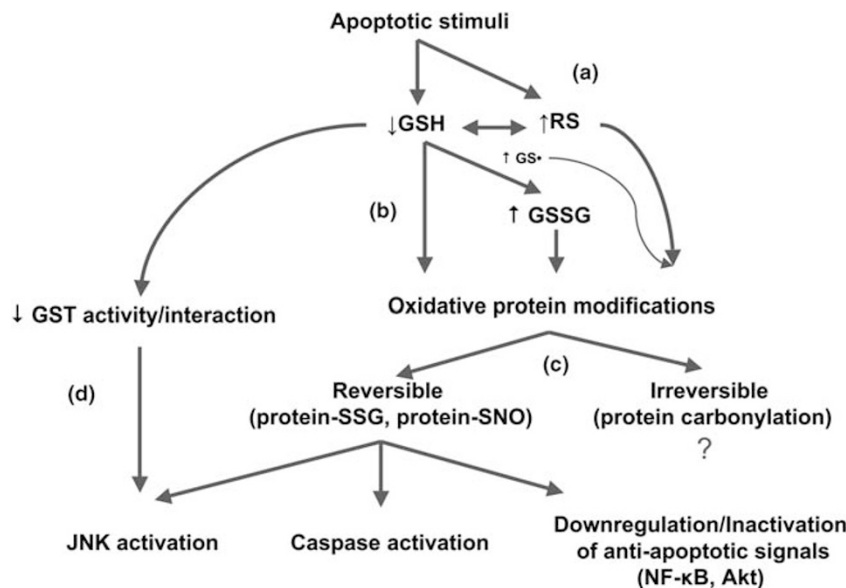 Apoptotic stimuli
(a)
↓GSH
↑RS
↑ GS•
(b)
↑ GSSG
↓ GST activity/interaction
Oxidative protein modifications
(c)
(d)
Reversible
(protein-SSG, protein-SNO)
Irreversible
(protein carbonylation)
?
JNK activation
Caspase activation
Downregulation/Inactivation
of anti-apoptotic signals
(NF-κB, Akt)